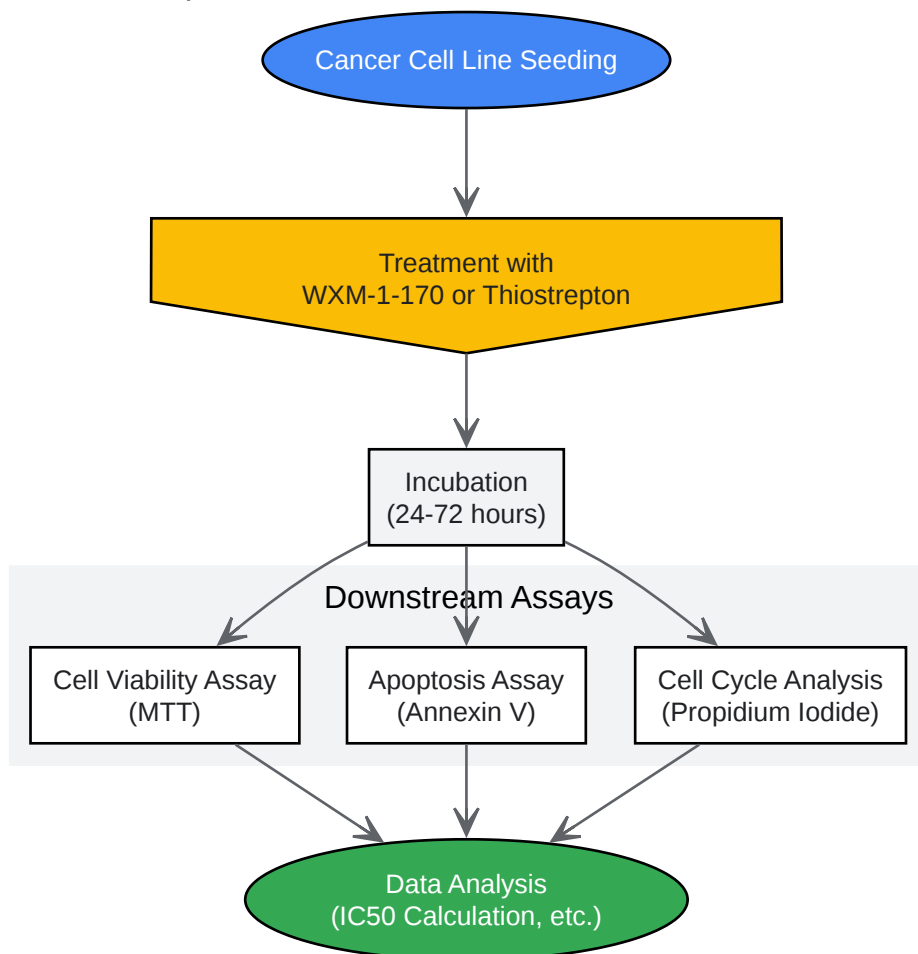 Cancer Cell Line Seeding
Treatment with
WXM-1-170 or Thiostrepton
Incubation
(24-72 hours)
Downstream Assays
Cell Viability Assay
(MTT)
Apoptosis Assay
(Annexin V)
Cell Cycle Analysis
(Propidium Iodide)
Data Analysis
(IC50 Calculation, etc.)